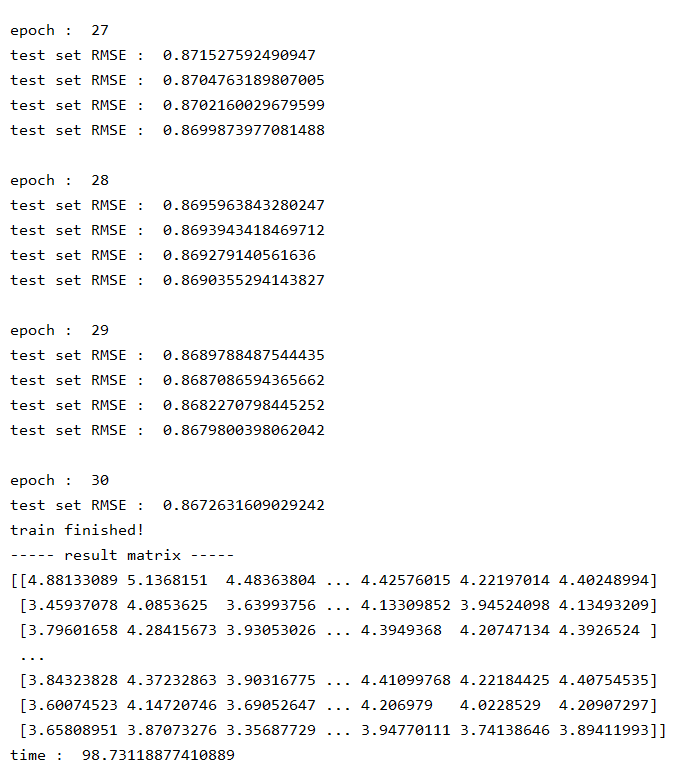 epoch :  27
test set RMSE :  0.871527592490947
test set RMSE :  0.8704763189807005
test set RMSE :  0.8702160029679599
test set RMSE :  0.8699873977081488
epoch :  28
test set RMSE :  0.8695963843280247
test set RMSE :  0.8693943418469712
test set RMSE :  0.869279140561636
test set RMSE :  0.8690355294143827
epoch :  29
test set RMSE :  0.8689788487544435
test set RMSE :  0.8687086594365662
test set RMSE :  0.8682270798445252
test set RMSE :  0.8679800398062042
epoch :  30
test set RMSE :  0.8672631609029242
train finished!
----- result matrix -----
[[4.88133089 5.1368151  4.48363804 ... 4.42576015 4.22197014 4.40248994]
 [3.45937078 4.0853625  3.63993756 ... 4.13309852 3.94524098 4.13493209]
 [3.79601658 4.28415673 3.93053026 ... 4.3949368  4.20747134 4.3926524 ]
 ...
 [3.84323828 4.37232863 3.90316775 ... 4.41099768 4.22184425 4.40754535]
 [3.60074523 4.14720746 3.69052647 ... 4.206979   4.0228529  4.20907297]
 [3.65808951 3.87073276 3.35687729 ... 3.94770111 3.74138646 3.89411993]]
time :  98.73118877410889